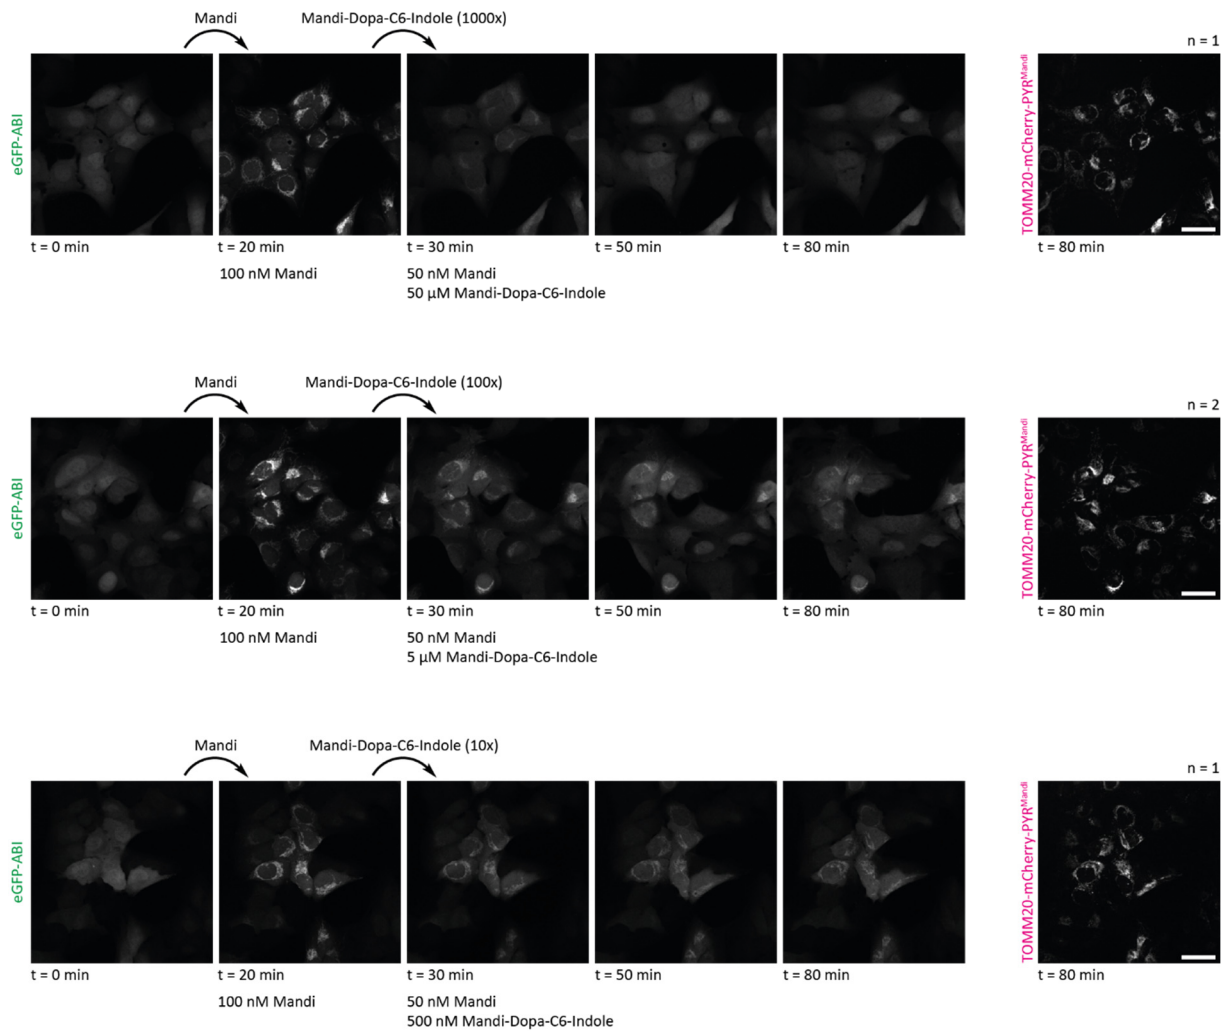 Mandi
Mandi-Dopa-C6-Indole (1000x)
n = 1
eGFP-ABI
TOMM20-mCherry-PYRMandi
t = 0 min
t = 20 min
t = 30 min
t = 50 min
t = 80 min
t = 80 min
100 nM Mandi
50 nM Mandi
50 µM Mandi-Dopa-C6-Indole
Mandi
Mandi-Dopa-C6-Indole (100x)
n = 2
eGFP-ABI
TOMM20-mCherry-PYRMandi
t = 0 min
t = 20 min
t = 30 min
t = 50 min
t = 80 min
t = 80 min
100 nM Mandi
50 nM Mandi
5 µM Mandi-Dopa-C6-Indole
Mandi
Mandi-Dopa-C6-Indole (10x)
n = 1
eGFP-ABI
TOMM20-mCherry-PYRMandi
t = 0 min
t = 20 min
t = 30 min
t = 50 min
t = 80 min
t = 80 min
100 nM Mandi
50 nM Mandi
500 nM Mandi-Dopa-C6-Indole